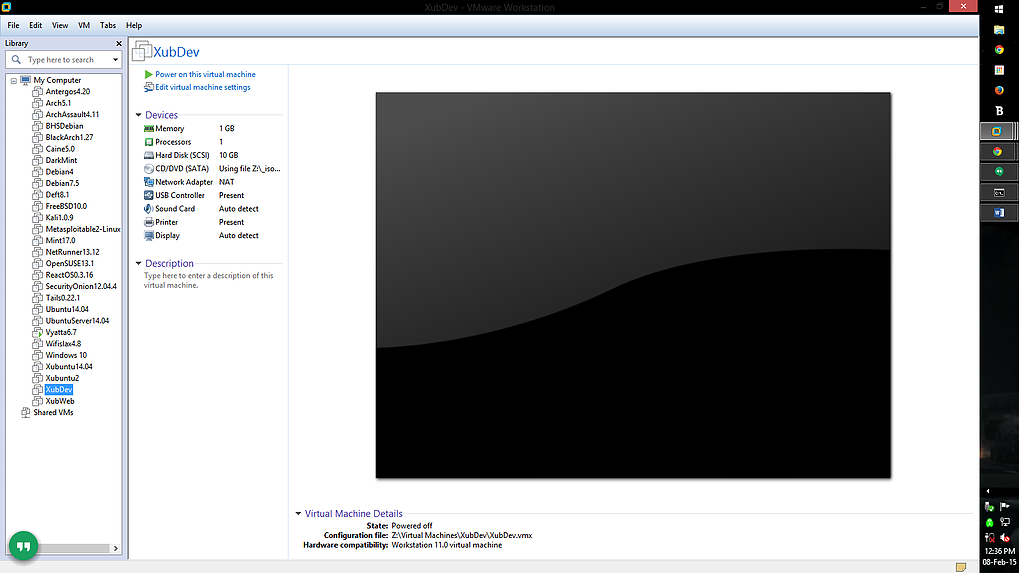 XubDev - VMware Workstation
File Edit View VM Tabs Help
Library
Type here to search
My Computer
Antergos4.20
Arch5.1
ArchAssault4.11
BHSDebian
BlackArch1.27
Caine5.0
DarkMint
Debian4
Debian7.5
Deft8.1
FreeBSD10.0
Kali1.0.9
Metasploitable2-Linux
Mint17.0
NetRunner13.12
OpenSUSE13.1
ReactOS0.3.16
SecurityOnion12.04.4
Tails0.22.1
Ubuntu14.04
UbuntuServer14.04
Vyatta6.7
Wifislax4.8
Windows 10
Xubuntu14.04
Xubuntu2
XubDev
XubWeb
Shared VMs
XubDev
Power on this virtual machine
Edit virtual machine settings
Devices
Memory 1 GB
Processors 1
Hard Disk (SCSI) 10 GB
CD/DVD (SATA) Using file Z:\_iso...
Network Adapter NAT
USB Controller Present
Sound Card Auto detect
Printer Present
Display Auto detect
Description
Type here to enter a description of this
virtual machine.
Virtual Machine Details
State: Powered off
Configuration file: Z:\Virtual Machines\XubDev\XubDev.vmx
Hardware compatibility: Workstation 11.0 virtual machine
B
12:36 PM
08-Feb-15